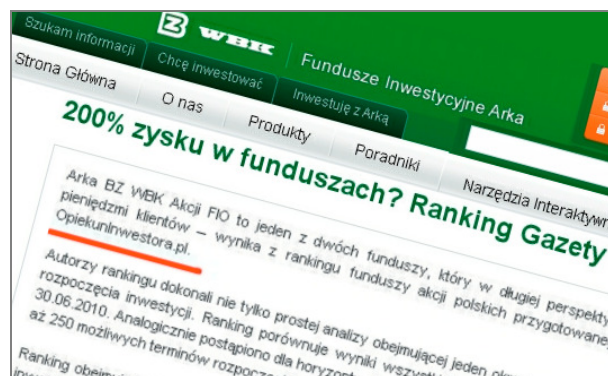 BZ WBK
Fundusze Inwestycyjne Arka
Szukam informacji
Chcę inwestować
Inwestuję z Arką
Strona Główna
O nas
Produkty
Poradniki
Narzędzia Interaktywn
200% zysku w funduszach? Ranking Gazety
Arka BZ WBK Akcji FIO to jeden z dwóch funduszy, który w długiej perspekty
pieniędzmi klientów – wynika z rankingu funduszy akcji polskich przygotowane
OpiekunInwestora.pl.
Autorzy rankingu dokonali nie tylko prostej analizy obejmującej jeden
rozpoczęcia inwestycji. Ranking porównuje wyniki
30.06.2010. Analogicznie postąpiono dla
aż 250 możliwych terminów
Ranking